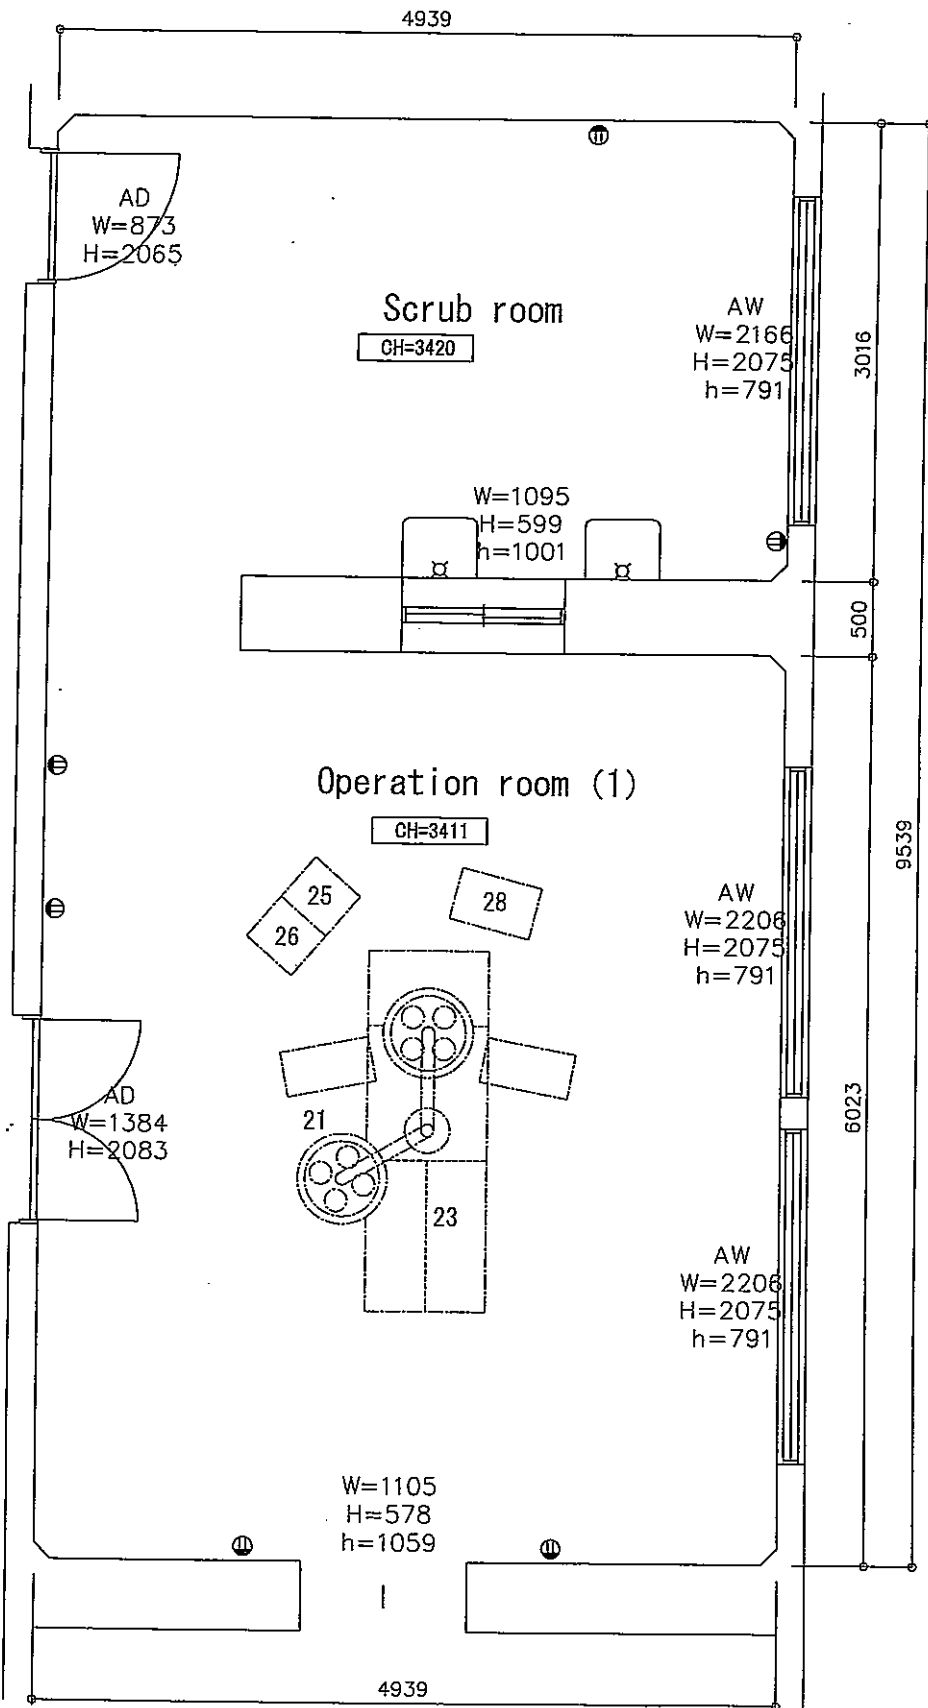 4939
AD
W=873
H=2065
Scrub room
CH=3420
AW
W=2166
H=2075
h=791
3016
W=1095
H=599
h=1001
500
Operation room (1)
CH=3411
9539
25
26
28
AW
W=2206
H=2075
h=791
6023
AD
W=1384
H=2083
21
23
AW
W=2206
H=2075
h=791
W=1105
H=578
h=1059
4939